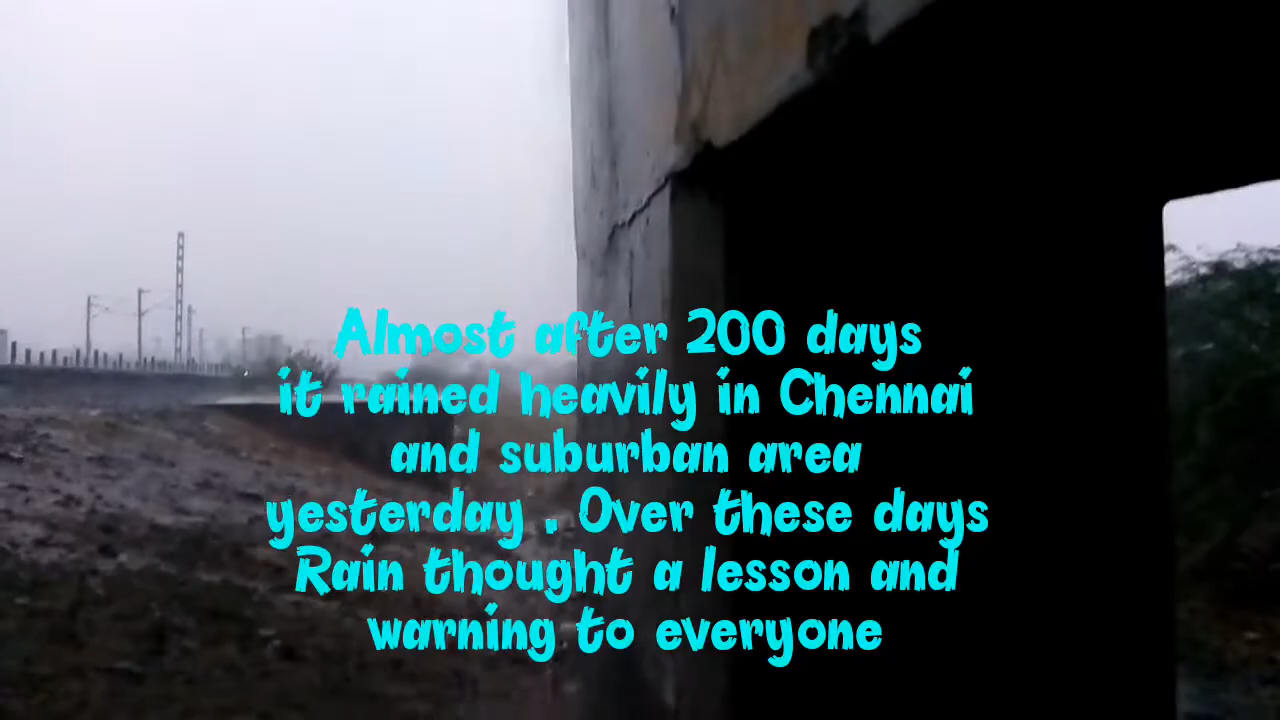 Almost after 200 days
it rained heavily in Chennai
and suburban area
yesterday . Over these days
Rain thought a lesson and
warning to everyone